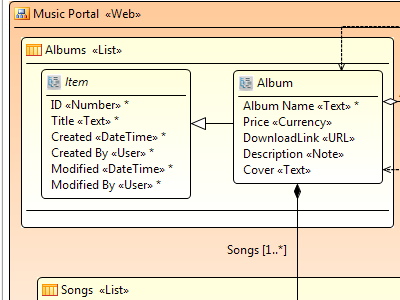 Music Portal «Web»
Albums «List»
Item
ID «Number» *
Title «Text» *
Created «DateTime» *
Created By «User» *
Modified «DateTime» *
Modified By «User» *
Album
Album Name «Text» *
Price «Currency»
DownloadLink «URL»
Description «Note»
Cover «Text»
Songs [1..*]
Songs «List»